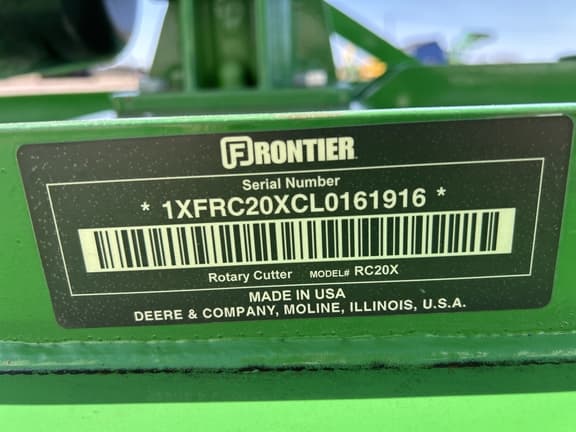 FRONTIER
Serial Number
* 1XFRC20XCL0161916 *
Rotary Cutter MODEL# RC20X
MADE IN USA
DEERE & COMPANY, MOLINE, ILLINOIS, U.S.A.